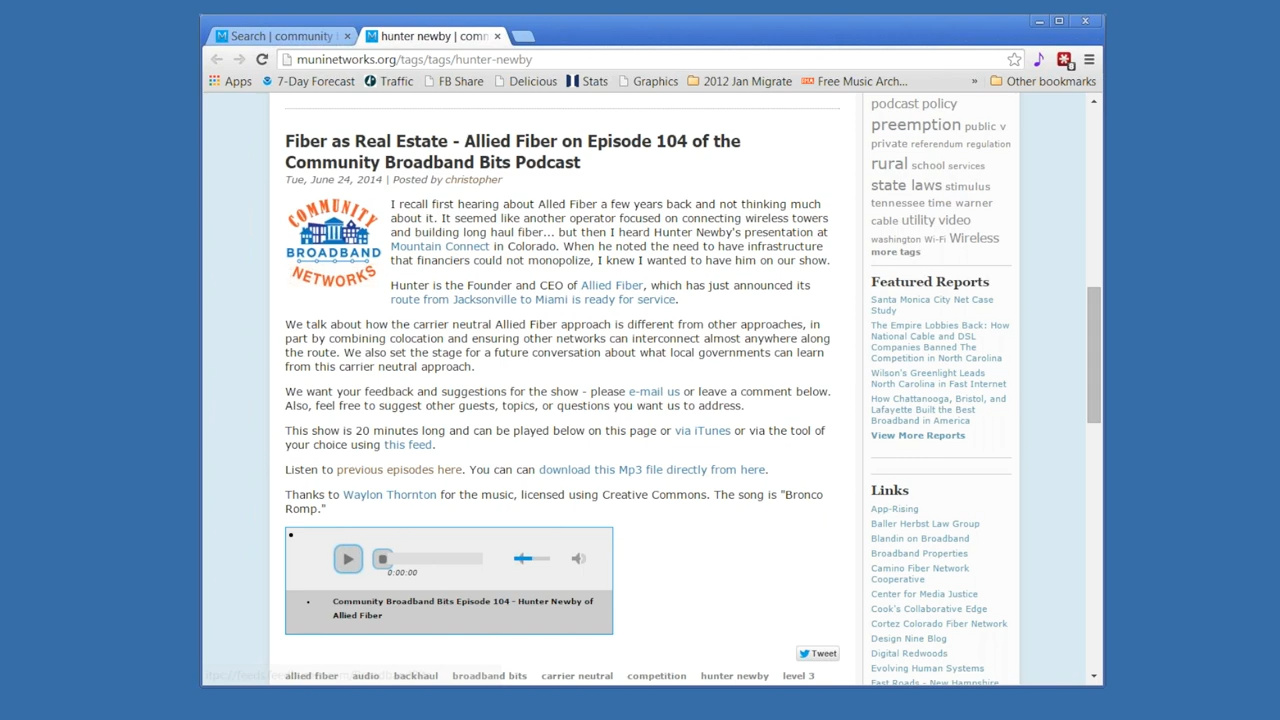 Search | community
hunter newby | comm
muninetworks.org/tags/tags/hunter-newby
Apps
7-Day Forecast
Traffic
FB Share
Delicious
Stats
Graphics
2012 Jan Migrate
Free Music Arch...
»
Other bookmarks
Fiber as Real Estate - Allied Fiber on Episode 104 of the
Community Broadband Bits Podcast
Tue, June 24, 2014 | Posted by christopher
COMMUNITY
BROADBAND
NETWORKS
I recall first hearing about Alled Fiber a few years back and not thinking much
about it. It seemed like another operator focused on connecting wireless towers
and building long haul fiber... but then I heard Hunter Newby's presentation at
Mountain Connect in Colorado. When he noted the need to have infrastructure
that financiers could not monopolize, I knew I wanted to have him on our show.
Hunter is the Founder and CEO of Allied Fiber, which has just announced its
route from Jacksonville to Miami is ready for service.
We talk about how the carrier neutral Allied Fiber approach is different from other approaches, in
part by combining colocation and ensuring other networks can interconnect almost anywhere along
the route. We also set the stage for a future conversation about what local governments can learn
from this carrier neutral approach.
We want your feedback and suggestions for the show - please e-mail us or leave a comment below.
Also, feel free to suggest other guests, topics, or questions you want us to address.
This show is 20 minutes long and can be played below on this page or via iTunes or via the tool of
your choice using this feed.
Listen to previous episodes here. You can can download this Mp3 file directly from here.
Thanks to Waylon Thornton for the music, licensed using Creative Commons. The song is "Bronco
Romp."
0:00:00
Community Broadband Bits Episode 104 - Hunter Newby of
Allied Fiber
Tweet
allied fiber audio backhaul broadband bits carrier neutral competition hunter newby level 3
podcast policy
preemption public v
private referendum regulation
rural school services
state laws stimulus
tennessee time warner
cable utility video
washington Wi-Fi Wireless
more tags
Featured Reports
Santa Monica City Net Case
Study
The Empire Lobbies Back: How
National Cable and DSL
Companies Banned The
Competition in North Carolina
Wilson's Greenlight Leads
North Carolina in Fast Internet
How Chattanooga, Bristol, and
Lafayette Built the Best
Broadband in America
View More Reports
Links
App-Rising
Baller Herbst Law Group
Blandin on Broadband
Broadband Properties
Camino Fiber Network
Cooperative
Center for Media Justice
Cook's Collaborative Edge
Cortez Colorado Fiber Network
Design Nine Blog
Digital Redwoods
Evolving Human Systems
Fast Roads - New Hampshire